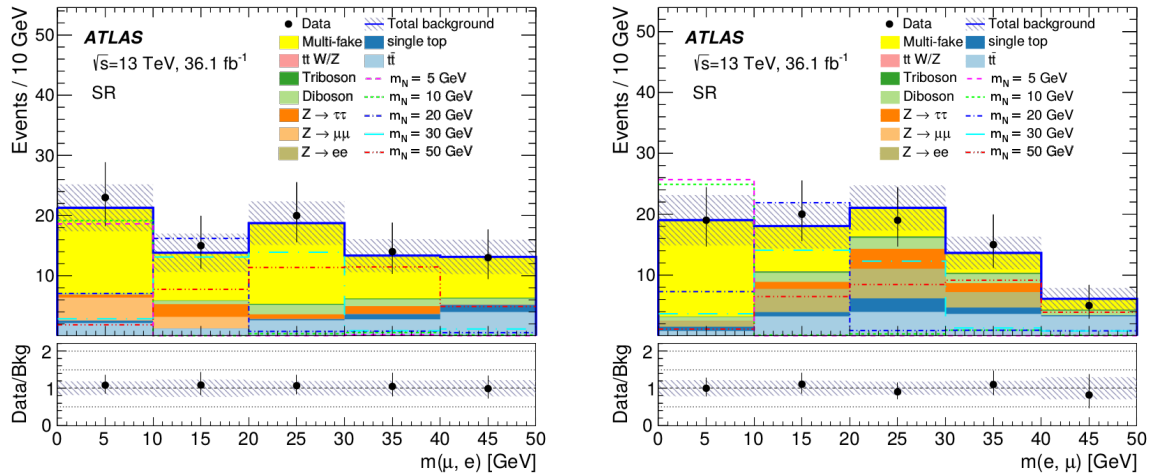 Events / 10 GeV
50
40
30
20
10
ATLAS
√s=13 TeV, 36.1 fb⁻¹
SR
Data
Total background
Multi-fake
single top
tt W/Z
tt̄
Triboson
m_N = 5 GeV
Diboson
m_N = 10 GeV
Z → ττ
m_N = 20 GeV
Z → μμ
m_N = 30 GeV
Z → ee
m_N = 50 GeV
Data/Bkg
2
1
0
0 5 10 15 20 25 30 35 40 45 50
m(μ, e) [GeV]
Events / 10 GeV
50
40
30
20
10
ATLAS
√s=13 TeV, 36.1 fb⁻¹
SR
Data
Total background
Multi-fake
single top
tt W/Z
tt̄
Triboson
m_N = 5 GeV
Diboson
m_N = 10 GeV
Z → ττ
m_N = 20 GeV
Z → μμ
m_N = 30 GeV
Z → ee
m_N = 50 GeV
Data/Bkg
2
1
0
0 5 10 15 20 25 30 35 40 45 50
m(e, μ) [GeV]